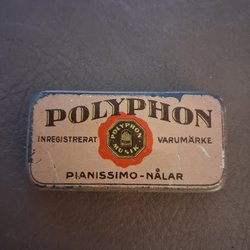 POLYPHON
INREGISTRERAT VARUMÄRKE
POLYPHON
MUSIK
PIANISSIMO-NÅLAR